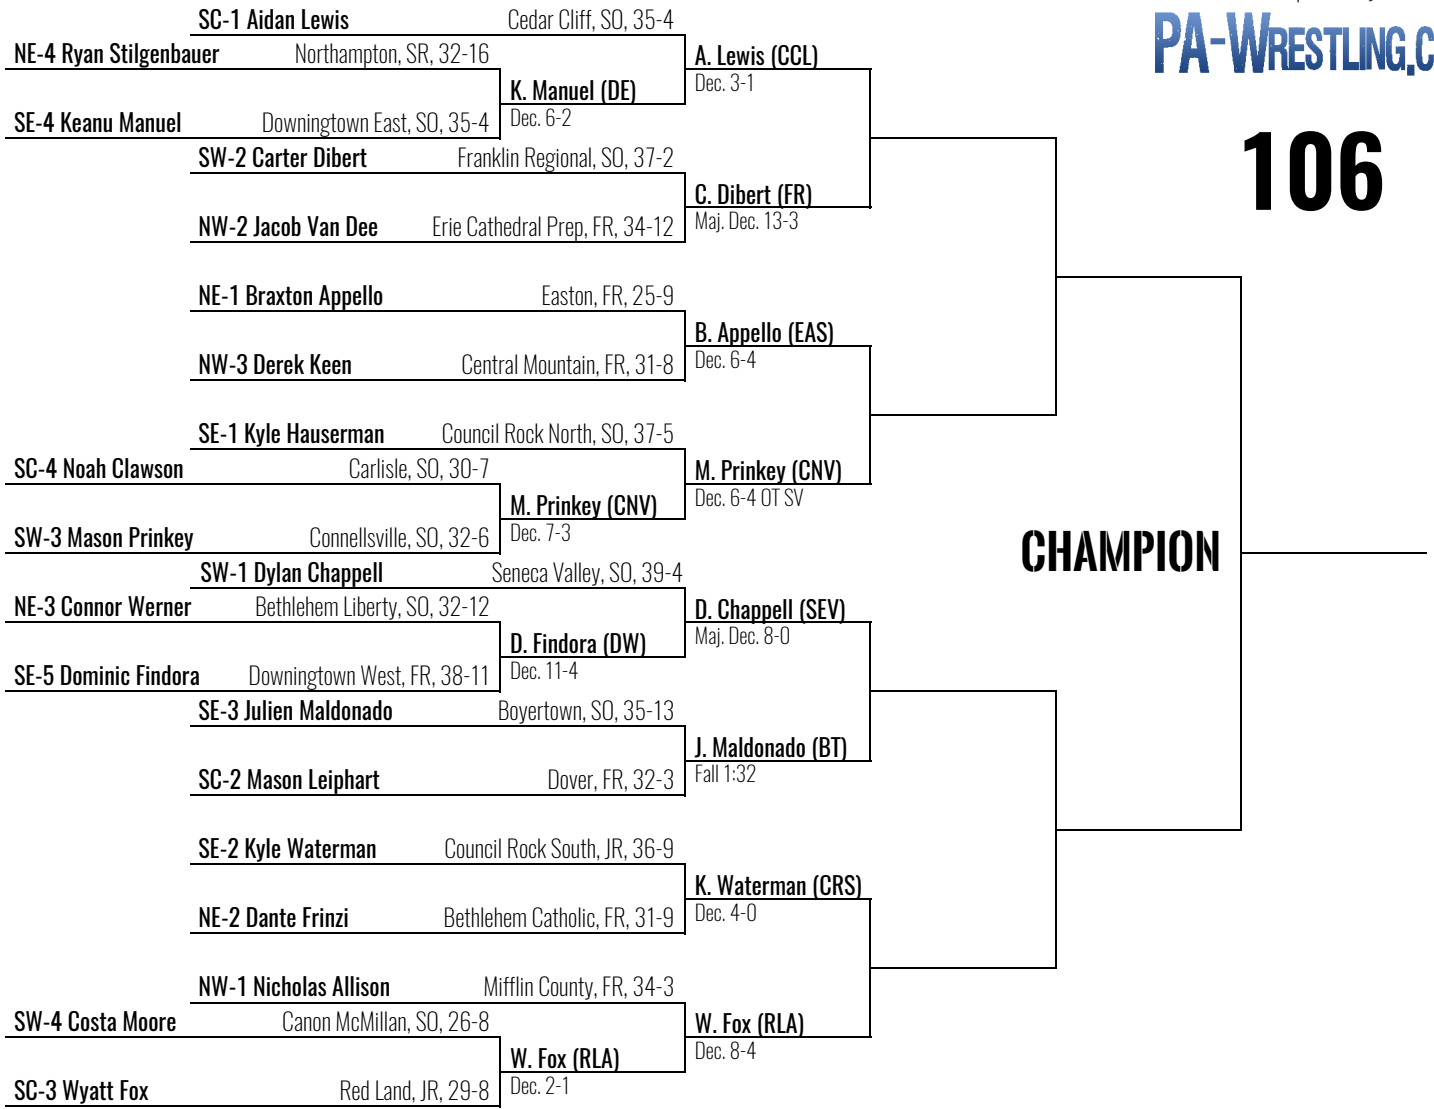 SC-1 Aidan Lewis Cedar Cliff, SO, 35-4
NE-4 Ryan Stilgenbauer Northampton, SR, 32-16
A. Lewis (CCL)
Dec. 3-1
K. Manuel (DE)
Dec. 6-2
SE-4 Keanu Manuel Downingtown East, SO, 35-4
SW-2 Carter Dibert Franklin Regional, SO, 37-2
C. Dibert (FR)
Maj. Dec. 13-3
NW-2 Jacob Van Dee Erie Cathedral Prep, FR, 34-12
PA-WRESTLING.C
106
NE-1 Braxton Appello Easton, FR, 25-9
B. Appello (EAS)
Dec. 6-4
NW-3 Derek Keen Central Mountain, FR, 31-8
SE-1 Kyle Hauserman Council Rock North, SO, 37-5
SC-4 Noah Clawson Carlisle, SO, 30-7
M. Prinkey (CNV)
Dec. 6-4 OT SV
M. Prinkey (CNV)
Dec. 7-3
SW-3 Mason Prinkey Connellsville, SO, 32-6
CHAMPION
SW-1 Dylan Chappell Seneca Valley, SO, 39-4
NE-3 Connor Werner Bethlehem Liberty, SO, 32-12
D. Chappell (SEV)
Maj. Dec. 8-0
D. Findora (DW)
Dec. 11-4
SE-5 Dominic Findora Downingtown West, FR, 38-11
SE-3 Julien Maldonado Boyertown, SO, 35-13
J. Maldonado (BT)
Fall 1:32
SC-2 Mason Leiphart Dover, FR, 32-3
SE-2 Kyle Waterman Council Rock South, JR, 36-9
K. Waterman (CRS)
Dec. 4-0
NE-2 Dante Frinzi Bethlehem Catholic, FR, 31-9
NW-1 Nicholas Allison Mifflin County, FR, 34-3
SW-4 Costa Moore Canon McMillan, SO, 26-8
W. Fox (RLA)
Dec. 8-4
W. Fox (RLA)
Dec. 2-1
SC-3 Wyatt Fox Red Land, JR, 29-8